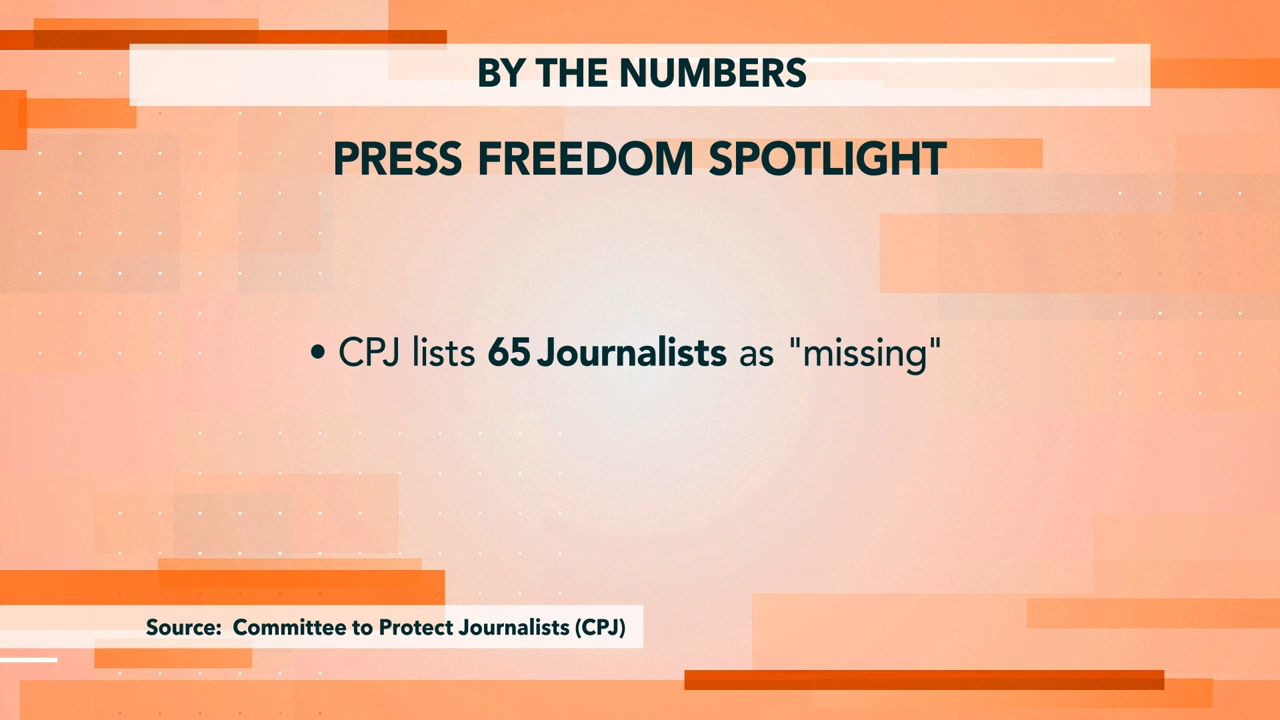 BY THE NUMBERS
PRESS FREEDOM SPOTLIGHT
• CPJ lists 65 Journalists as "missing"
Source: Committee to Protect Journalists (CPJ)